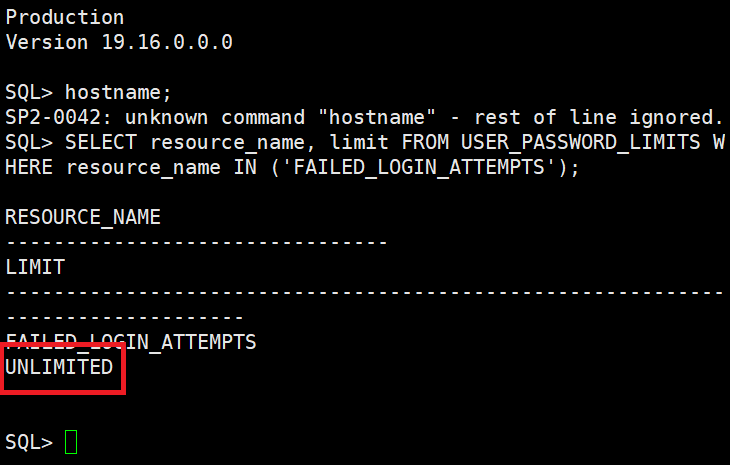 Production
Version 19.16.0.0.0
SQL> hostname;
SP2-0042: unknown command "hostname" - rest of line ignored.
SQL> SELECT resource_name, limit FROM USER_PASSWORD_LIMITS W
HERE resource_name IN ('FAILED_LOGIN_ATTEMPTS');
RESOURCE_NAME
--------------------------------
LIMIT
------------------------------------------------------------
--------------------
FAILED_LOGIN_ATTEMPTS
UNLIMITED
SQL>